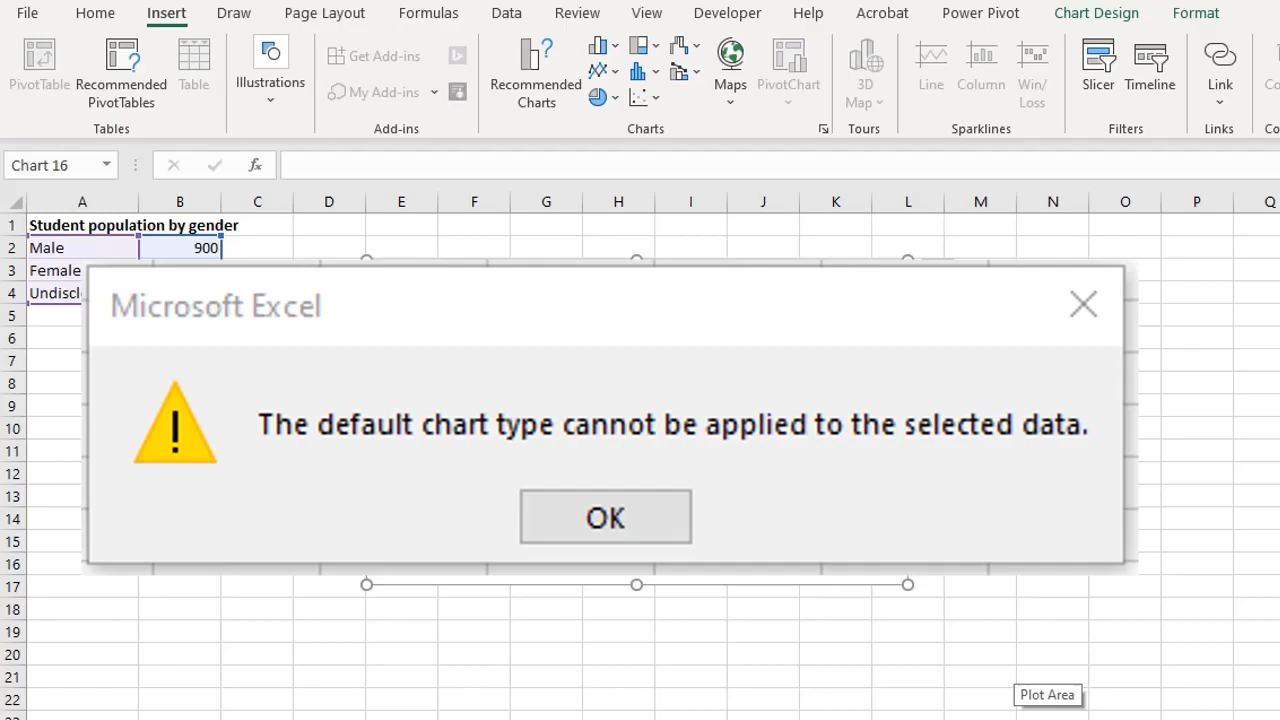 File Home Insert Draw Page Layout Formulas Data Review View Developer Help Acrobat Power Pivot Chart Design Format
PivotTable Recommended PivotTables Table
Tables
Illustrations
Get Add-ins
My Add-ins
Add-ins
Recommended Charts
Maps
PivotChart
Charts
3D Map
Tours
Line Column Win/ Loss
Sparklines
Slicer Timeline
Filters
Link
Links
Chart 16 fx
A B C D E F G H I J K L M N O P Q
1 Student population by gender
2 Male 900
3 Female
4
5
6
7
8
9
10
11
12
13
14
15
16
17
18
19
20
21
22
Microsoft Excel
The default chart type cannot be applied to the selected data.
OK
Plot Area